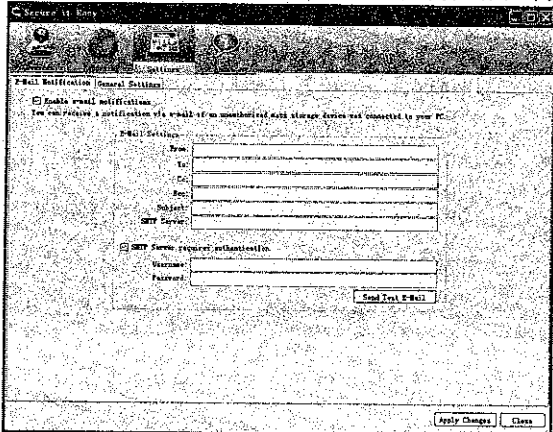 Secure it Easy
Settings
E-Mail Notification General Settings
Enable e-mail notifications
You can receive a notification via e-mail if an unauthorized mass storage device was connected to your PC.
E-Mail Settings
From:
To:
Cc:
Bcc:
Subject:
SMTP Server:
SMTP Server requires authentication
Username:
Password:
Send Test E-Mail
Apply Changes Close